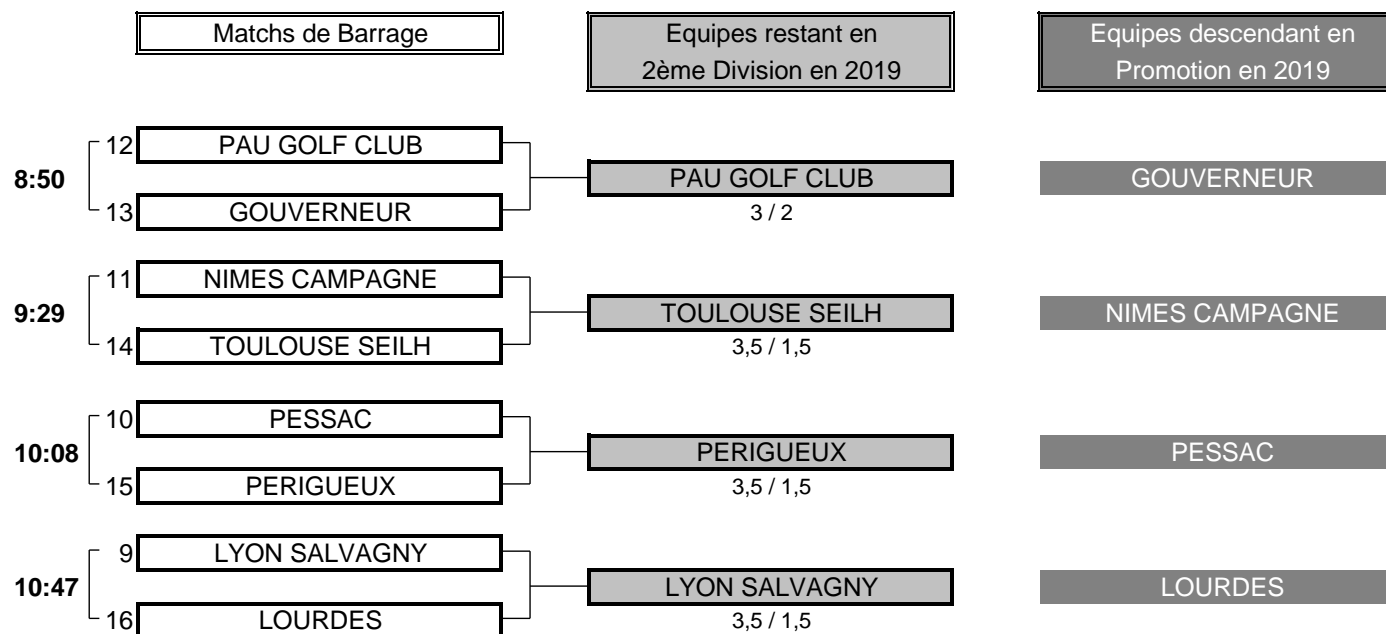 Matchs de Barrage
Equipes restant en
2ème Division en 2019
Equipes descendant en
Promotion en 2019
12 PAU GOLF CLUB
8:50
PAU GOLF CLUB
GOUVERNEUR
13 GOUVERNEUR
3 / 2
11 NIMES CAMPAGNE
9:29
TOULOUSE SEILH
NIMES CAMPAGNE
14 TOULOUSE SEILH
3,5 / 1,5
10 PESSAC
10:08
PERIGUEUX
PESSAC
15 PERIGUEUX
3,5 / 1,5
9 LYON SALVAGNY
10:47
LYON SALVAGNY
LOURDES
16 LOURDES
3,5 / 1,5